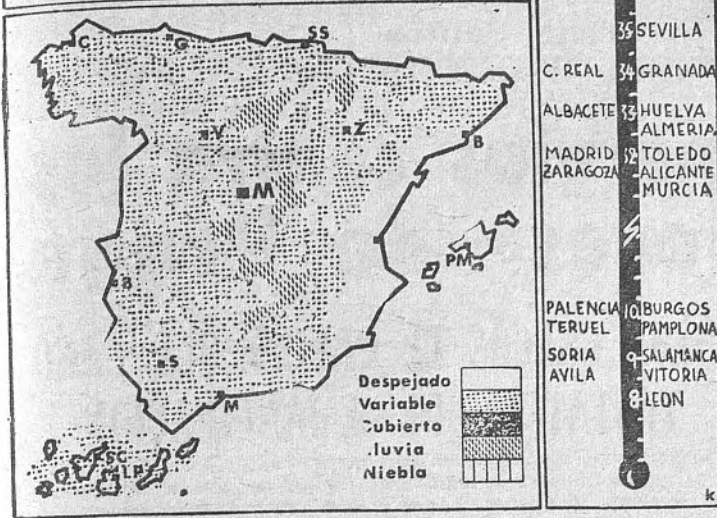 C G SS
V Z B
M
PM
B
S
M
SC
LP
Despejado
Variable
Cubierto
Lluvia
Niebla
35 SEVILLA
C. REAL 34 GRANADA
ALBACETE 33 HUELVA
ALMERIA
MADRID 32 TOLEDO
ZARAGOZA ALICANTE
MURCIA
PALENCIA 10 BURGOS
TERUEL PAMPLONA
SORIA 9 SALAMANCA
AVILA VITORIA
8 LEON
k